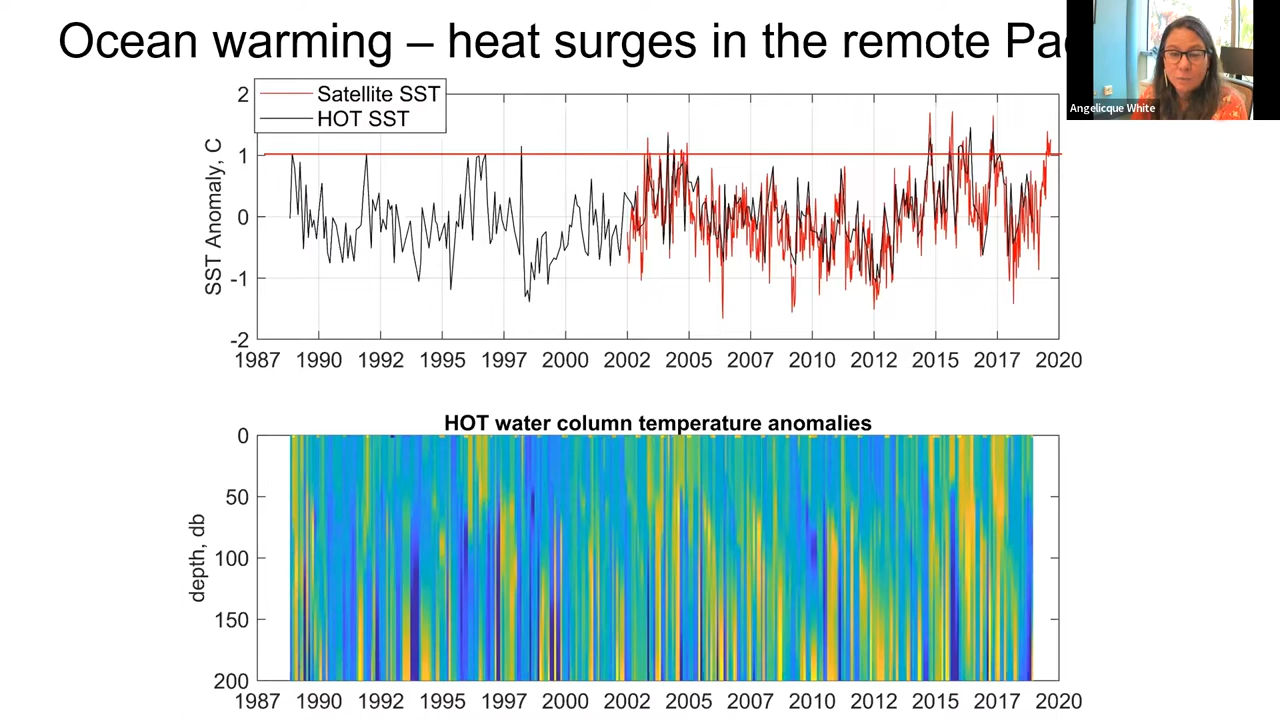 Ocean warming – heat surges in the remote Pac
Angelicque White
Satellite SST
HOT SST
SST Anomaly, C
2
1
0
-1
-2
1987 1990 1992 1995 1997 2000 2002 2005 2007 2010 2012 2015 2017 2020
HOT water column temperature anomalies
depth, db
0
50
100
150
200
1987 1990 1992 1995 1997 2000 2002 2005 2007 2010 2012 2015 2017 2020